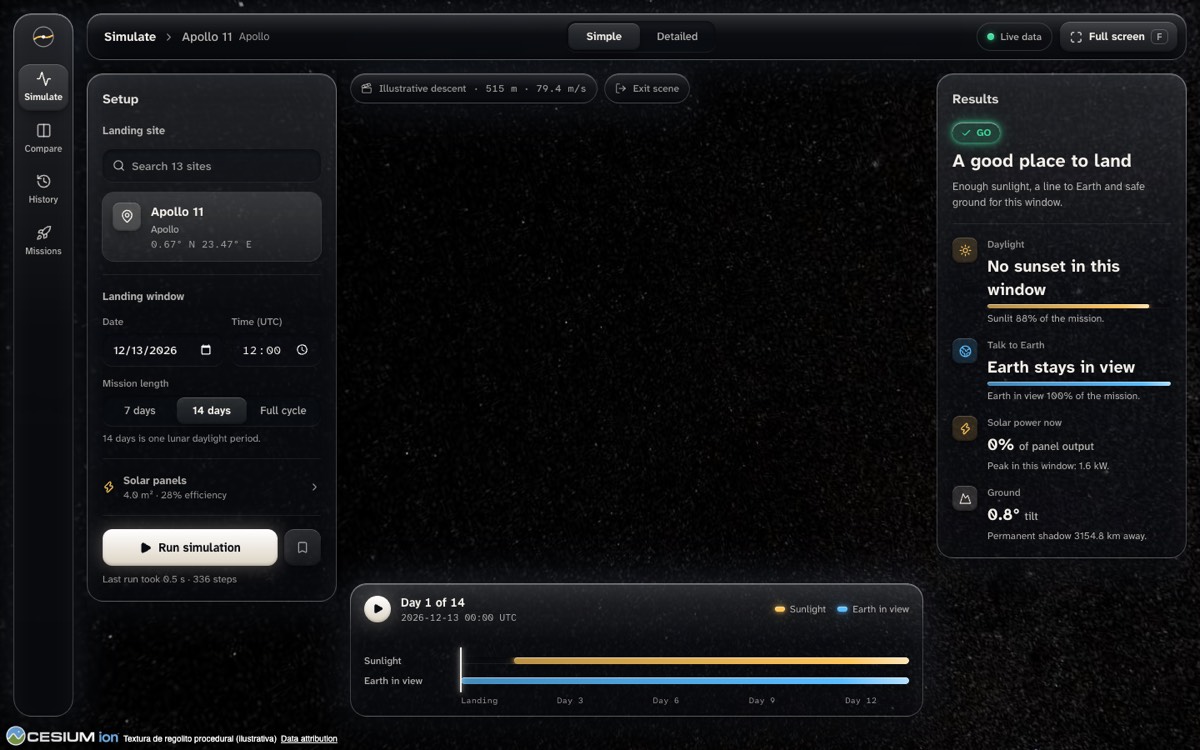 Simulate > Apollo 11 Apollo
Simple
Detailed
Live data
Full screen F
Simulate
Compare
History
Missions
Setup
Landing site
Search 13 sites
Apollo 11
Apollo
0.67° N 23.47° E
Landing window
Date
Time (UTC)
12/13/2026
12:00
Mission length
7 days
14 days
Full cycle
14 days is one lunar daylight period.
Solar panels
4.0 m² · 28% efficiency
Run simulation
Last run took 0.5 s · 336 steps
Illustrative descent · 515 m · 79.4 m/s
Exit scene
Day 1 of 14
2026-12-13 00:00 UTC
Sunlight
Earth in view
Sunlight
Earth in view
Landing
Day 3
Day 6
Day 9
Day 12
Results
GO
A good place to land
Enough sunlight, a line to Earth and safe
ground for this window.
Daylight
No sunset in this
window
Sunlit 88% of the mission.
Talk to Earth
Earth stays in view
Earth in view 100% of the mission.
Solar power now
0% of panel output
Peak in this window: 1.6 kW.
Ground
0.8° tilt
Permanent shadow 3154.8 km away.
CESIUM ion Textura de regolito procedural (ilustrativa) Data attribution